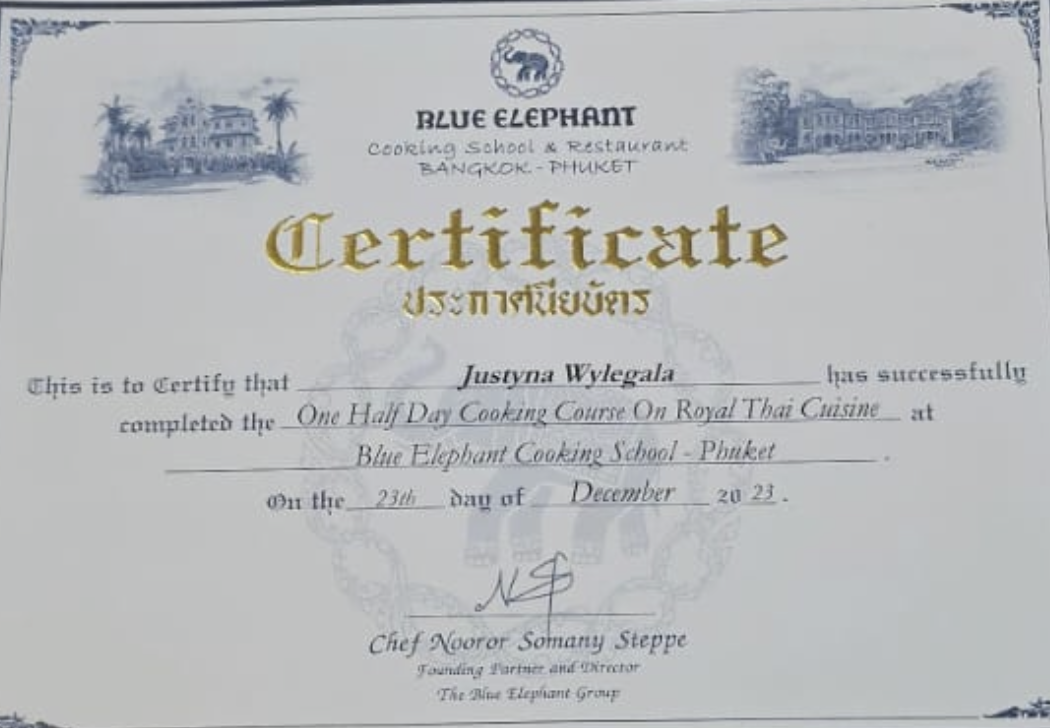 BLUE ELEPHANT
Cooking School & Restaurant
BANGKOK - PHUKET
Certificate
ประกาศนียบัตร
This is to Certify that Justyna Wylegala has successfully
completed the One Half Day Cooking Course On Royal Thai Cuisine at
Blue Elephant Cooking School - Phuket .
On the 23th day of December 20 23 .
Chef Nooror Somany Steppe
Founding Partner and Director
The Blue Elephant Group